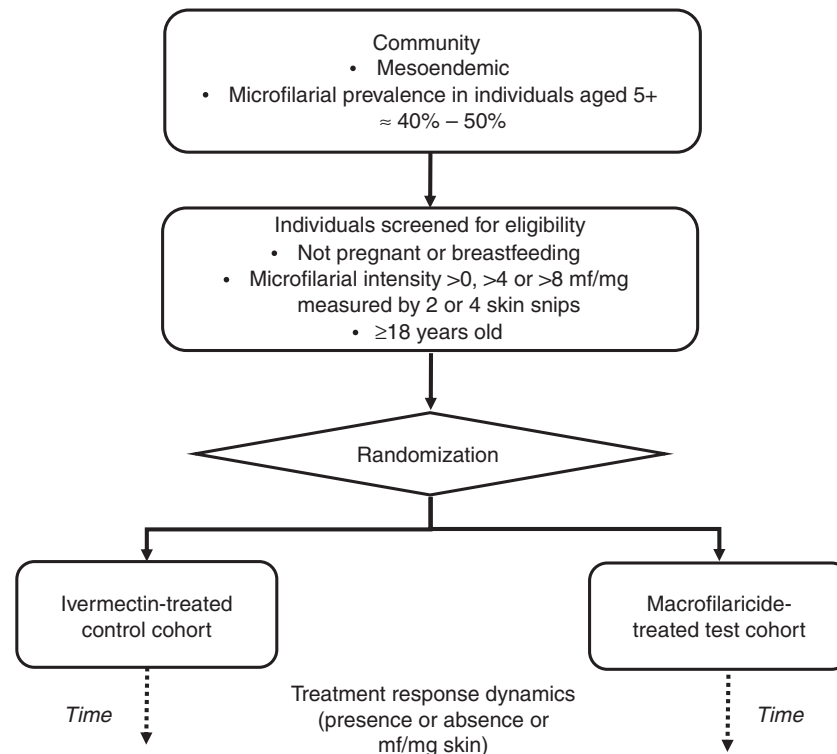 Community
• Mesoendemic
• Microfilarial prevalence in individuals aged 5+
≈ 40% – 50%
Individuals screened for eligibility
• Not pregnant or breastfeeding
• Microfilarial intensity >0, >4 or >8 mf/mg
measured by 2 or 4 skin snips
• ≥18 years old
Randomization
Ivermectin-treated
control cohort
Macrofilaricide-
treated test cohort
Time
Treatment response dynamics
(presence or absence or
mf/mg skin)
Time